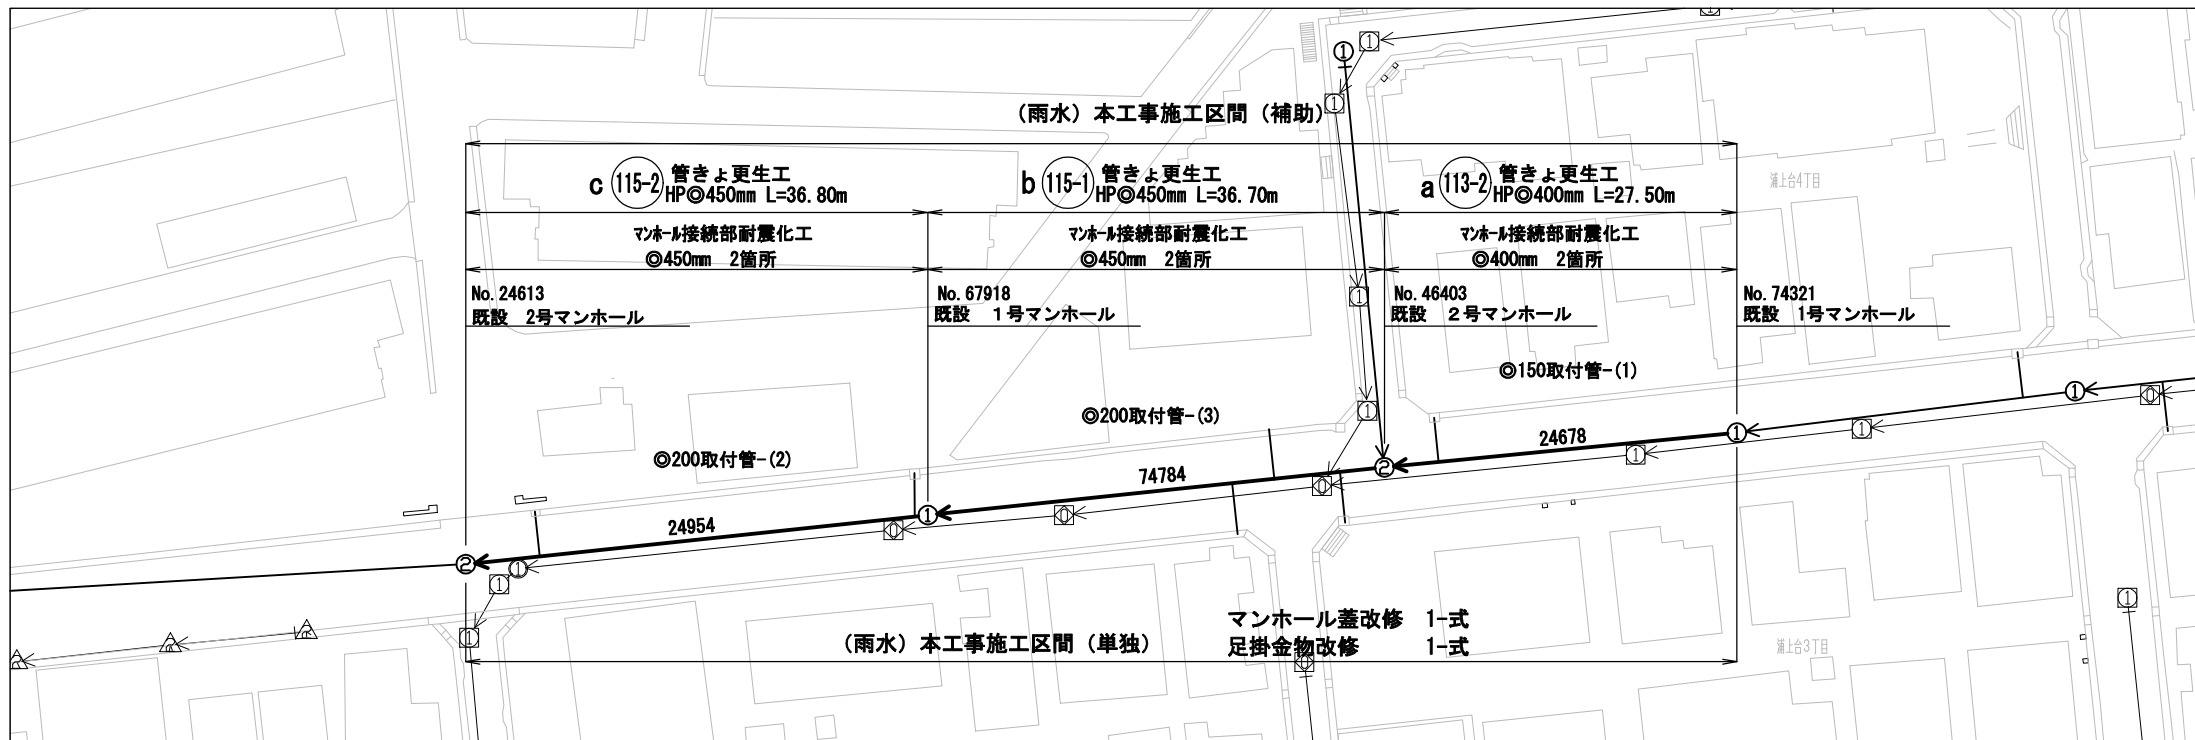 (雨水)本工事施工区間(補助)
c 115-2 管きょ更生工
HP◎450mm L=36.80m
b 115-1 管きょ更生工
HP◎450mm L=36.70m
a 113-2 管きょ更生工
HP◎400mm L=27.50m
マンホール接続部耐震化工
◎450mm 2箇所
マンホール接続部耐震化工
◎450mm 2箇所
マンホール接続部耐震化工
◎400mm 2箇所
No.24613
既設 2号マンホール
No.67918
既設 1号マンホール
No.46403
既設 2号マンホール
No.74321
既設 1号マンホール
浦上台4丁目
◎150取付管-(1)
◎200取付管-(3)
◎200取付管-(2)
24678
74784
24954
マンホール蓋改修 1-式
足掛金物改修 1-式
(雨水)本工事施工区間(単独)
浦上台3丁目